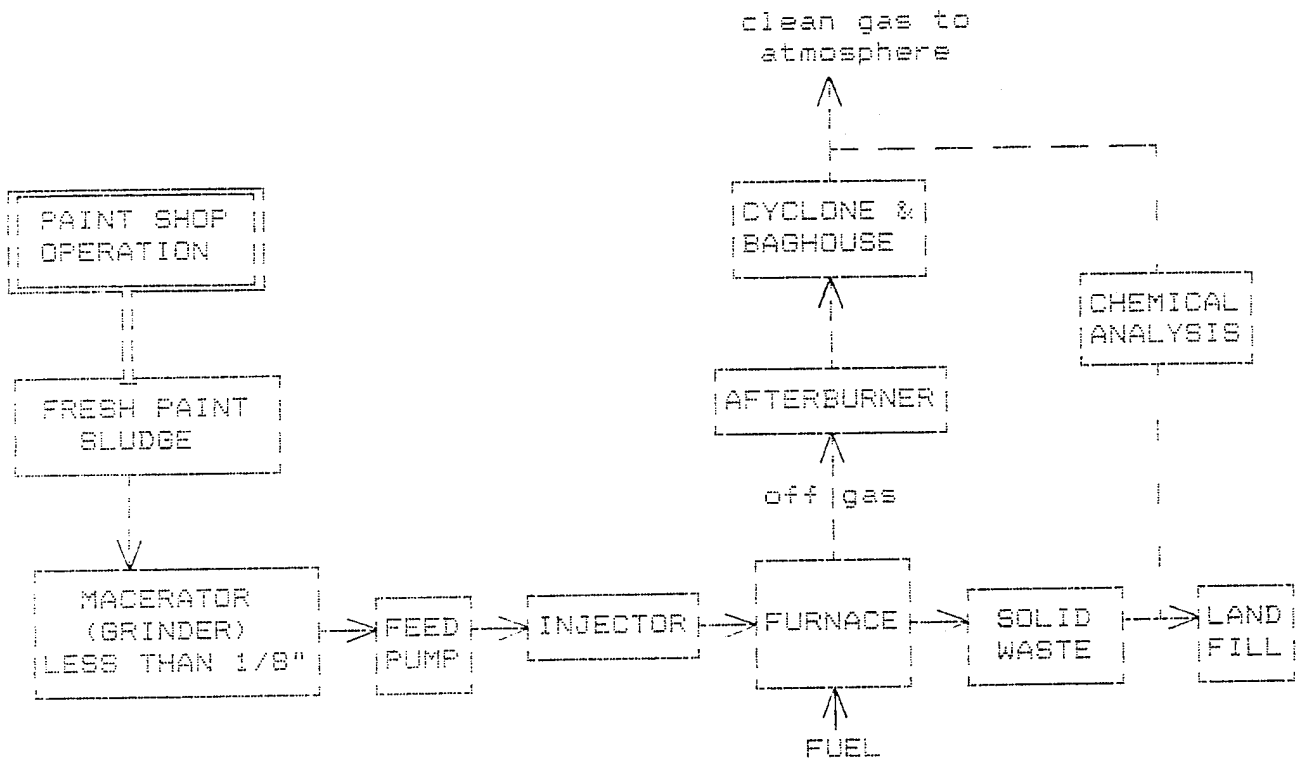 clean gas to
atmosphere
PAINT SHOP
OPERATION
CYCLONE &
BAGHOUSE
CHEMICAL
ANALYSIS
FRESH PAINT
SLUDGE
AFTERBURNER
off gas
MACERATOR
(GRINDER)
LESS THAN 1/8"
FEED
PUMP
INJECTOR
FURNACE
SOLID
WASTE
LAND
FILL
FUEL